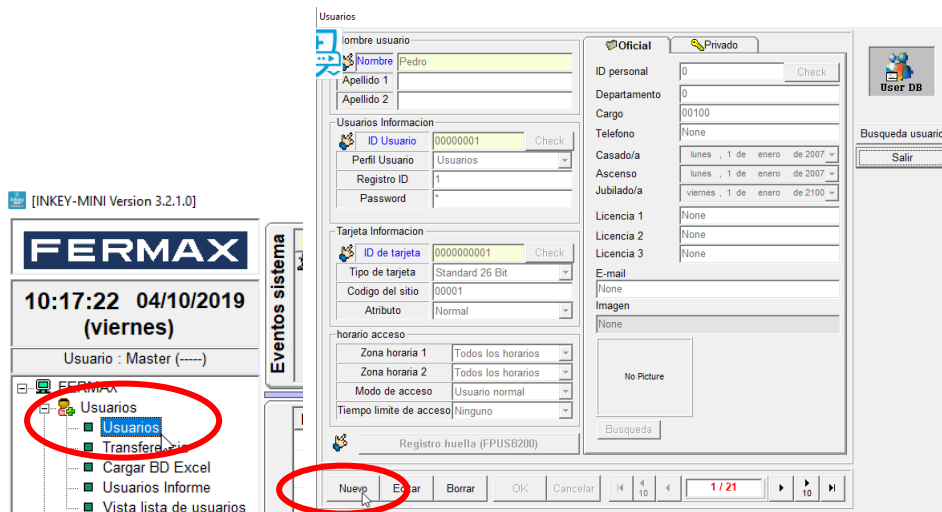 Usuarios
Nombre usuario
Nombre Pedro
Apellido 1
Apellido 2
Usuarios Informacion
ID Usuario 00000001 Check
Perfil Usuario Usuarios
Registro ID 1
Password *
Tarjeta Informacion
ID de tarjeta 0000000001 Check
Tipo de tarjeta Standard 26 Bit
Codigo del sitio 00001
Atributo Normal
horario acceso
Zona horaria 1 Todos los horarios
Zona horaria 2 Todos los horarios
Modo de acceso Usuario normal
Tiempo limite de acceso Ninguno
Registro huella (FPUSB200)
Oficial Privado
ID personal 0 Check
Departamento 0
Cargo 00100
Telefono None
Casado/a lunes , 1 de enero de 2007
Ascenso lunes , 1 de enero de 2007
Jubilado/a viernes , 1 de enero de 2100
Licencia 1 None
Licencia 2 None
Licencia 3 None
E-mail
None
Imagen
None
No Picture
Busqueda
User DB
Busqueda usuario
Salir
Nuevo Editar Borrar OK Cancelar 10 1 / 21 10
[INKEY-MINI Version 3.2.1.0]
FERMAX
10:17:22 04/10/2019
(viernes)
Usuario : Master (-----)
Eventos sistema
FERMAX
Usuarios
Usuarios
Cargar BD Excel
Usuarios Informe
Vista lista de usuarios